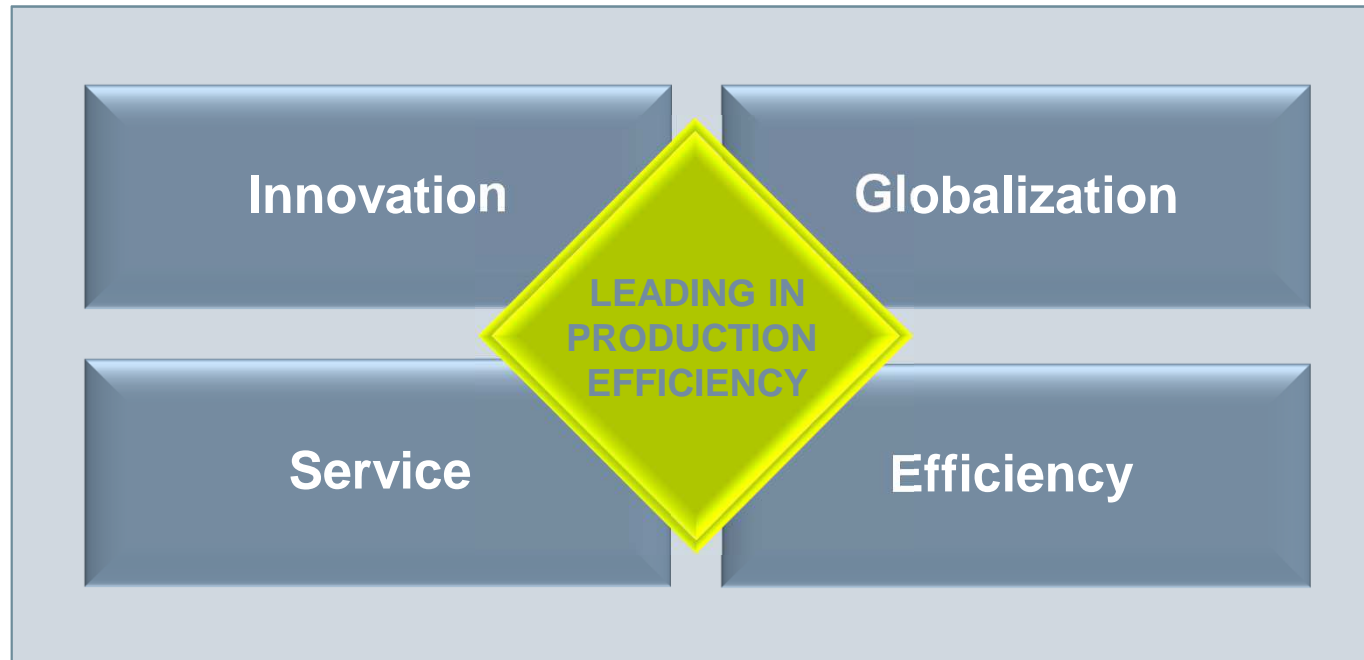 Innovation
Globalization
LEADING IN
PRODUCTION
EFFICIENCY
Service
Efficiency